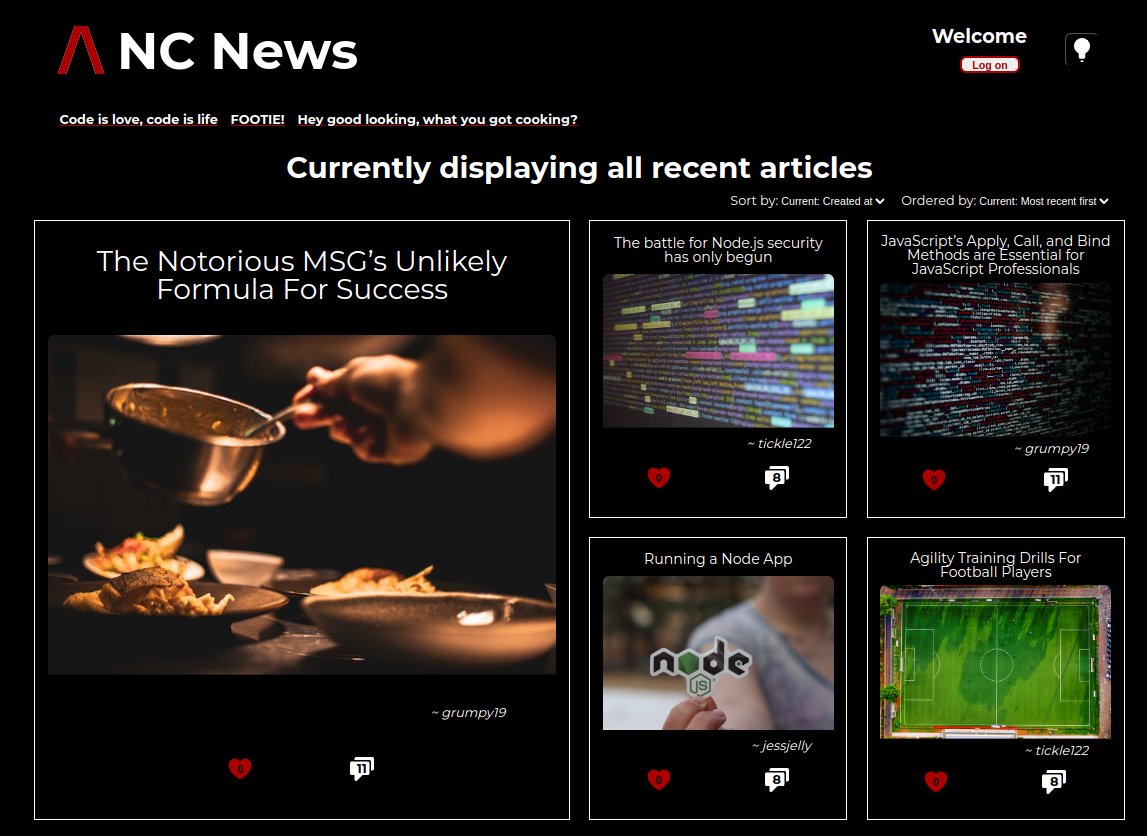 NC News
Welcome
Log on
Code is love, code is life FOOTIE! Hey good looking, what you got cooking?
Currently displaying all recent articles
Sort by: Current: Created at Ordered by: Current: Most recent first
The Notorious MSG’s Unlikely
Formula For Success
~ grumpy19
0 11
The battle for Node.js security
has only begun
~ tickle122
0 8
JavaScript’s Apply, Call, and Bind
Methods are Essential for
JavaScript Professionals
~ grumpy19
0 11
Running a Node App
node
JS
~ jessjelly
0 8
Agility Training Drills For
Football Players
~ tickle122
0 8